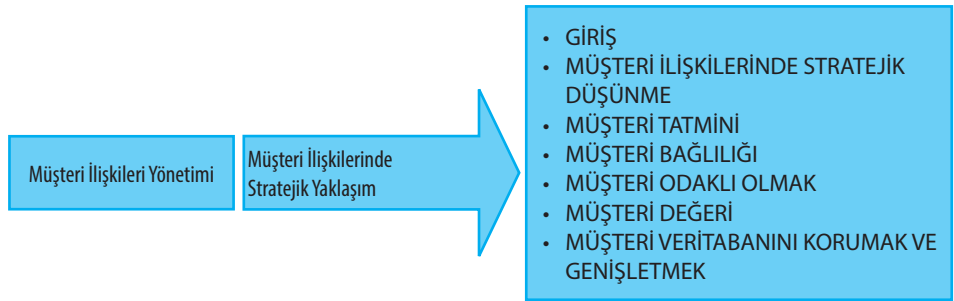 Müşteri İlişkileri Yönetimi
Müşteri İlişkilerinde
Stratejik Yaklaşım
• GİRİŞ
• MÜŞTERİ İLİŞKİLERİNDE STRATEJİK
DÜŞÜNME
• MÜŞTERİ TATMİNİ
• MÜŞTERİ BAĞLILIĞI
• MÜŞTERİ ODAKLI OLMAK
• MÜŞTERİ DEĞERİ
• MÜŞTERİ VERİTABANINI KORUMAK VE
GENİŞLETMEK